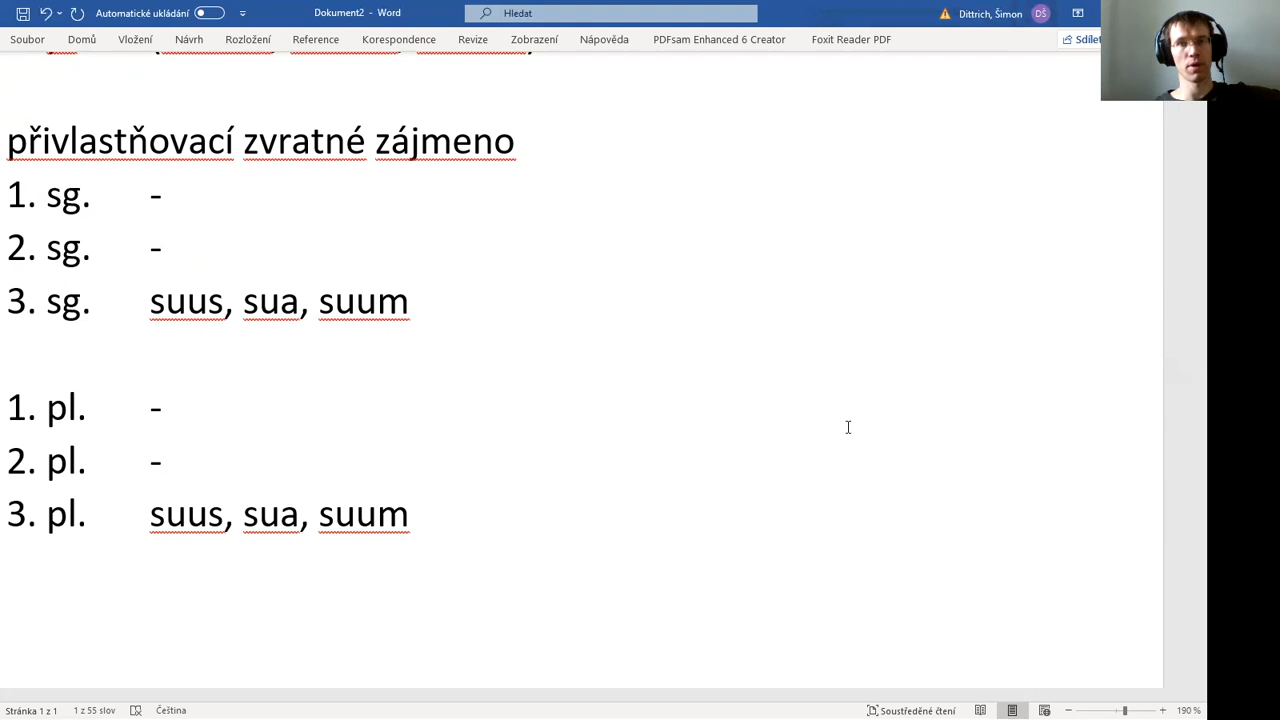 Automatické ukládání
Dokument2 - Word
Hledat
Dittrich, Šimon
DŠ
Soubor Domů Vložení Návrh Rozložení Reference Korespondence Revize Zobrazení Nápověda PDFsam Enhanced 6 Creator Foxit Reader PDF Sdílet
přivlastňovací zvratné zájmeno
1. sg. -
2. sg. -
3. sg. suus, sua, suum
1. pl. -
2. pl. -
3. pl. suus, sua, suum
Stránka 1 z 1 1 z 55 slov Čeština Soustředěné čtení 190 %